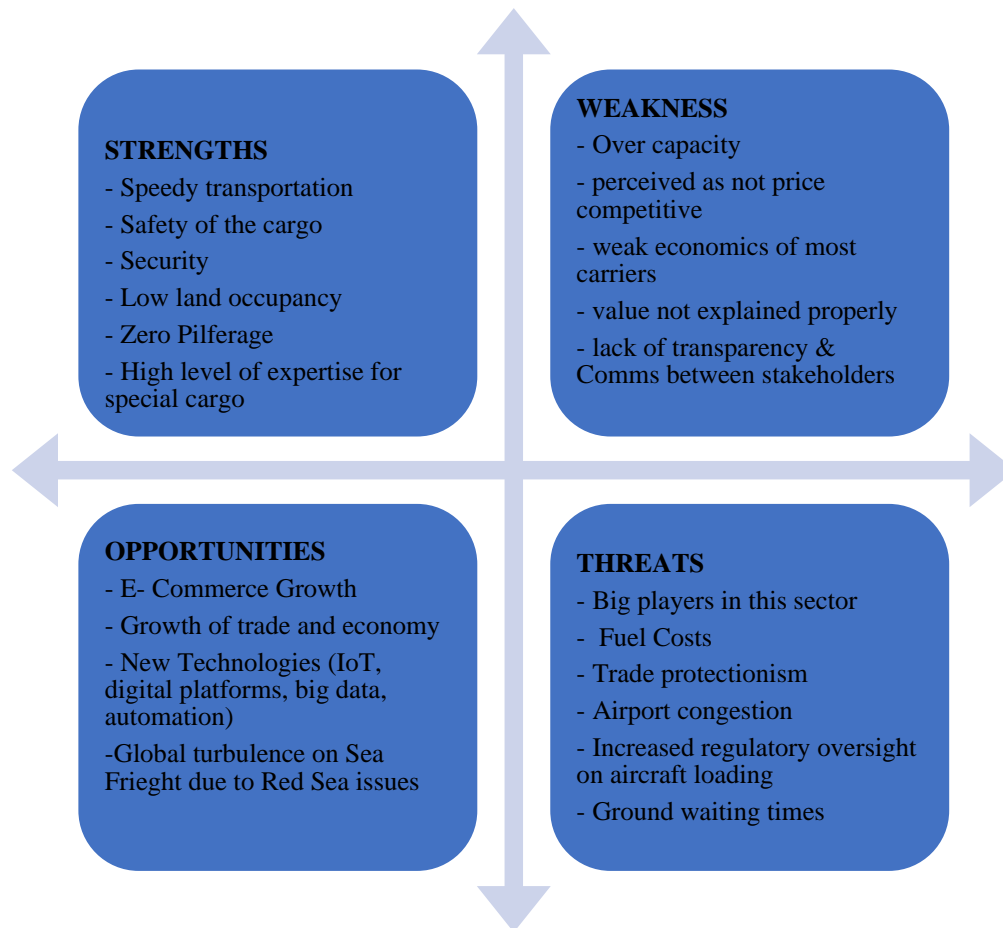 STRENGTHS
- Speedy transportation
- Safety of the cargo
- Security
- Low land occupancy
- Zero Pilferage
- High level of expertise for
special cargo
WEAKNESS
- Over capacity
- perceived as not price
competitive
- weak economics of most
carriers
- value not explained properly
- lack of transparency &
Comms between stakeholders
OPPORTUNITIES
- E- Commerce Growth
- Growth of trade and economy
- New Technologies (IoT,
digital platforms, big data,
automation)
-Global turbulence on Sea
Frieght due to Red Sea issues
THREATS
- Big players in this sector
- Fuel Costs
- Trade protectionism
- Airport congestion
- Increased regulatory oversight
on aircraft loading
- Ground waiting times